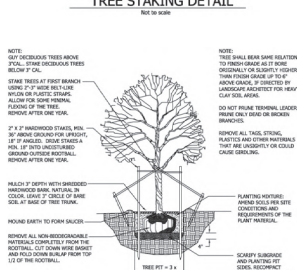 TREE STAKING DETAIL
Not to scale
NOTE:
GUY DECIDUOUS TREES ABOVE
3"CAL.. STAKE DECIDUOUS TREES
BELOW 3" CAL.
STAKE TREES AT FIRST BRANCH
USING 2"-3" WIDE BELT-LIKE
NYLON OR PLASTIC STRAPS.
ALLOW FOR SOME MINIMAL
FLEXING OF THE TREE.
REMOVE AFTER ONE YEAR.
2" X 2" HARDWOOD STAKES, MIN.
36" ABOVE GROUND FOR UPRIGHT,
18" IF ANGLED. DRIVE STAKES A
MIN. 18" INTO UNDISTURBED
GROUND OUTSIDE ROOTBALL.
REMOVE AFTER ONE YEAR.
MULCH 3" DEPTH WITH SHREDDED
HARDWOOD BARK, NATURAL IN
COLOR. LEAVE 3" CIRCLE OF BARE
SOIL AT BASE OF TREE TRUNK.
MOUND EARTH TO FORM SAUCER
REMOVE ALL NON-BIODEGRADABLE
MATERIALS COMPLETELY FROM THE
ROOTBALL. CUT DOWN WIRE BASKET
AND FOLD DOWN BURLAP FROM TOP
1/2 OF THE ROOTBALL.
NOTE:
TREE SHALL BEAR SAME RELATION
TO FINISH GRADE AS IT BORE
ORIGINALLY OR SLIGHTLY HIGHER
THAN FINISH GRADE UP TO 6"
ABOVE GRADE, IF DIRECTED BY
LANDSCAPE ARCHITECT FOR HEAVY
CLAY SOIL AREAS.
DO NOT PRUNE TERMINAL LEADER
PRUNE ONLY DEAD OR BROKEN
BRANCHES.
REMOVE ALL TAGS, STRING,
PLASTICS AND OTHER MATERIALS
THAT ARE UNSIGHTLY OR COULD
CAUSE GIRDLING.
PLANTING MIXTURE:
AMEND SOILS PER SITE
CONDITIONS AND
REQUIREMENTS OF THE
PLANT MATERIAL.
4"
SCARIFY SUBGRADE
AND PLANTING PIT
SIDES. RECOMPACT
TREE PIT = 3 x